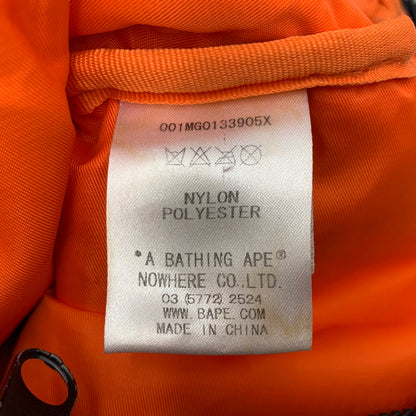 001MG0133905X
NYLON
POLYESTER
"A BATHING APE®
NOWHERE CO.,LTD.
03 (5772) 2524
WWW. BAPE. COM
MADE IN CHINA